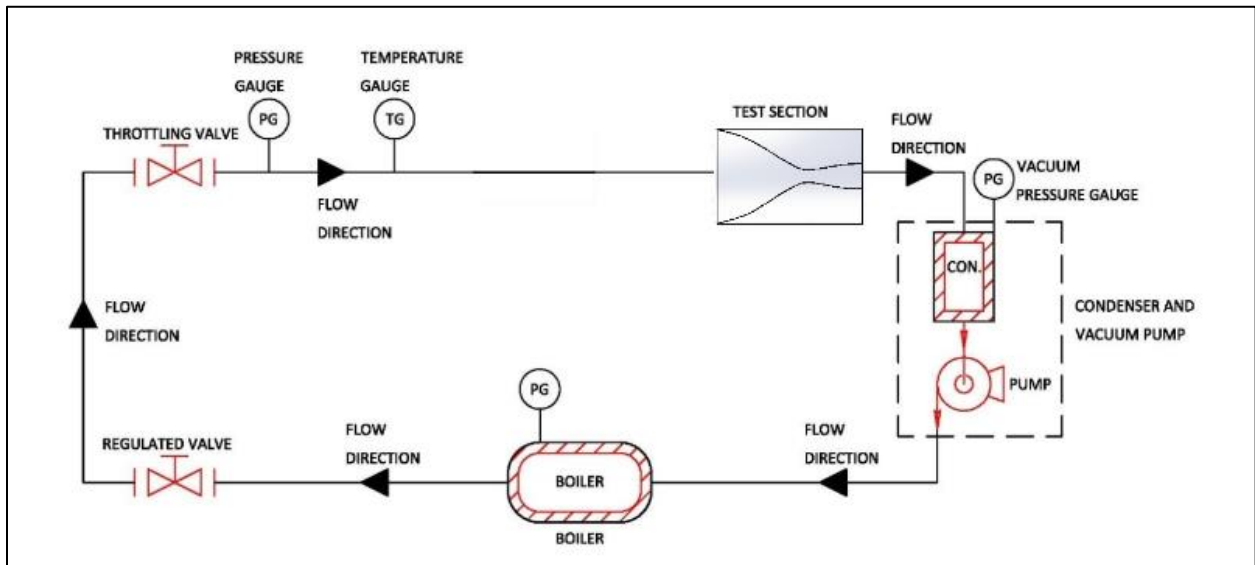 PRESSURE
GAUGE
PG
TEMPERATURE
GAUGE
TG
THROTTLING VALVE
FLOW
DIRECTION
TEST SECTION
FLOW
DIRECTION
PG
VACUUM
PRESSURE GAUGE
CON.
CONDENSER AND
VACUUM PUMP
PUMP
FLOW
DIRECTION
REGULATED VALVE
FLOW
DIRECTION
PG
BOILER
BOILER
FLOW
DIRECTION